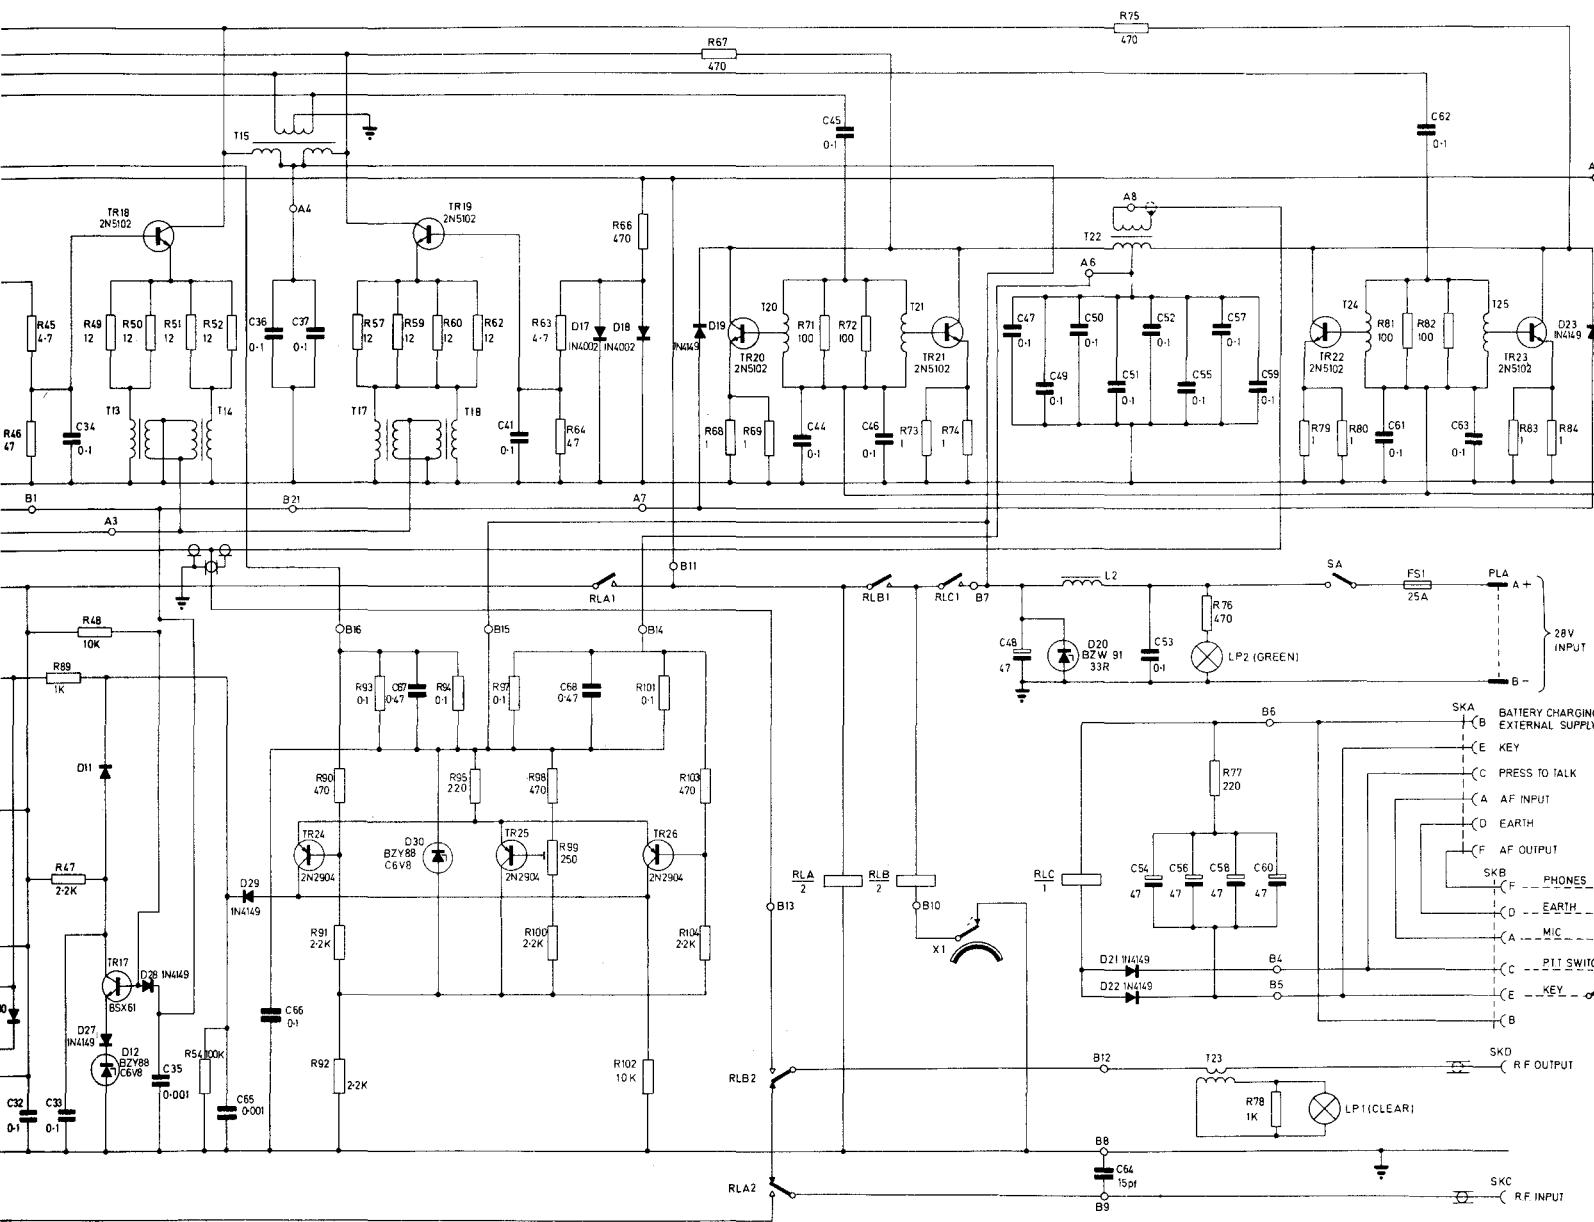 R75
470
R67
470
T15
C45
0·1
C62
0·1
A4
A8
TR18
2N5102
TR19
2N5102
R66
470
T22
A6
R45
4·7
R49
12
R50
12
R51
12
R52
12
C36
0·1
C37
0·1
R57
12
R59
12
R60
12
R62
12
R63
4·7
D17
1N4002
D18
1N4002
D19
1N4149
TR20
2N5102
T20
R71
100
R72
100
T21
TR21
2N5102
C47
0·1
C50
0·1
C52
0·1
C57
0·1
C49
0·1
C51
0·1
C55
0·1
C59
0·1
TR22
2N5102
T24
R81
100
R82
100
T25
TR23
2N5102
D23
1N4149
R46
47
C34
0·1
T13
T14
T17
T18
C41
0·1
R64
47
R68
1
R69
1
C44
0·1
C46
0·1
R73
1
R74
1
R79
1
R80
1
C61
0·1
C63
0·1
R83
1
R84
1
B1
B21
A7
A3
B11
RLA1
RLB1
RLC1
B7
L2
SA
FS1
25A
PLA
A +
B -
28V
INPUT
R48
10K
B16
B15
B14
C48
47
D20
BZW 91
33R
C53
0·1
R76
470
LP2 (GREEN)
R89
1K
R93
0·1
C67
0·47
R94
0·1
R97
0·1
C68
0·47
R101
0·1
B6
SKA
B BATTERY CHARGING
EXTERNAL SUPPLY
E KEY
C PRESS TO TALK
A AF INPUT
D EARTH
F AF OUTPUT
SKB
F PHONES
D EARTH
A MIC
C PTT SWITC
E KEY
B
D11
R90
470
R95
220
R98
470
R103
470
R77
220
TR24
2N2904
D30
BZY88
C6V8
TR25
2N2904
R99
250
TR26
2N2904
R47
2·2K
D29
1N4149
RLA
2
RLB
2
RLC
1
C54
47
C56
47
C58
47
C60
47
B13
B10
X1
R91
2·2K
R100
2·2K
R104
2·2K
TR17
BSX61
D28 1N4149
D21 1N4149
D22 1N4149
B4
B5
C66
0·1
D27
1N4149
D12
BZY88
C6V8
R54 100K
C35
0·001
C65
0·001
R92
2·2K
R102
10K
C32
0·1
C33
0·1
RLB2
B12
T23
SKD
R F OUTPUT
R78
1K
LP1 (CLEAR)
B8
C64
15pf
B9
RLA2
SKC
R.F. INPUT